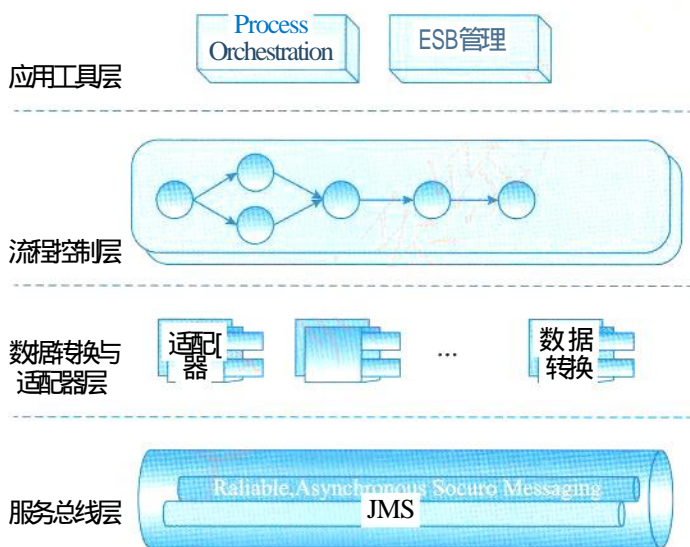 Process
Orchestration
ESB管理
应用工具层
流程控制层
数据转换与
适配器层
适配[
器
...
数据
转换
Raliable,Asynchronous Socuro Messaging
JMS
服务总线层